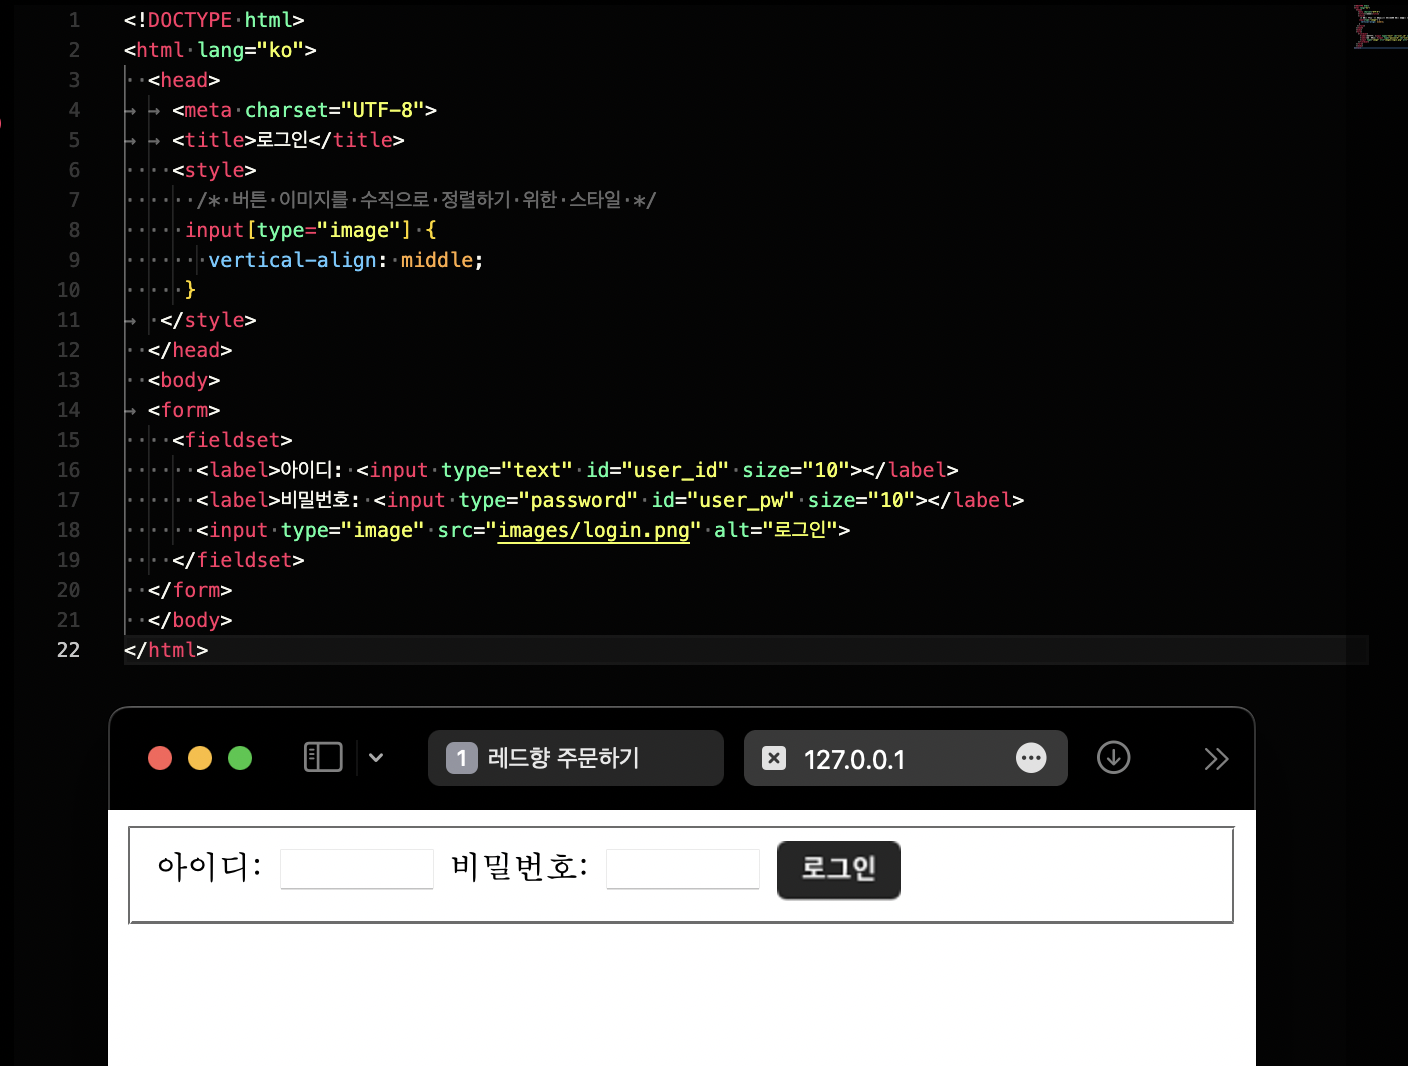 1 <!DOCTYPE html>
2 <html lang="ko">
3 <head>
4 <meta charset="UTF-8">
5 <title>로그인</title>
6 <style>
7 /* 버튼 이미지를 수직으로 정렬하기 위한 스타일 */
8 input[type="image"] {
9 vertical-align: middle;
10 }
11 </style>
12 </head>
13 <body>
14 <form>
15 <fieldset>
16 <label>아이디: <input type="text" id="user_id" size="10"></label>
17 <label>비밀번호: <input type="password" id="user_pw" size="10"></label>
18 <input type="image" src="images/login.png" alt="로그인">
19 </fieldset>
20 </form>
21 </body>
22 </html>
1 레드향 주문하기 127.0.0.1
아이디: 비밀번호: 로그인